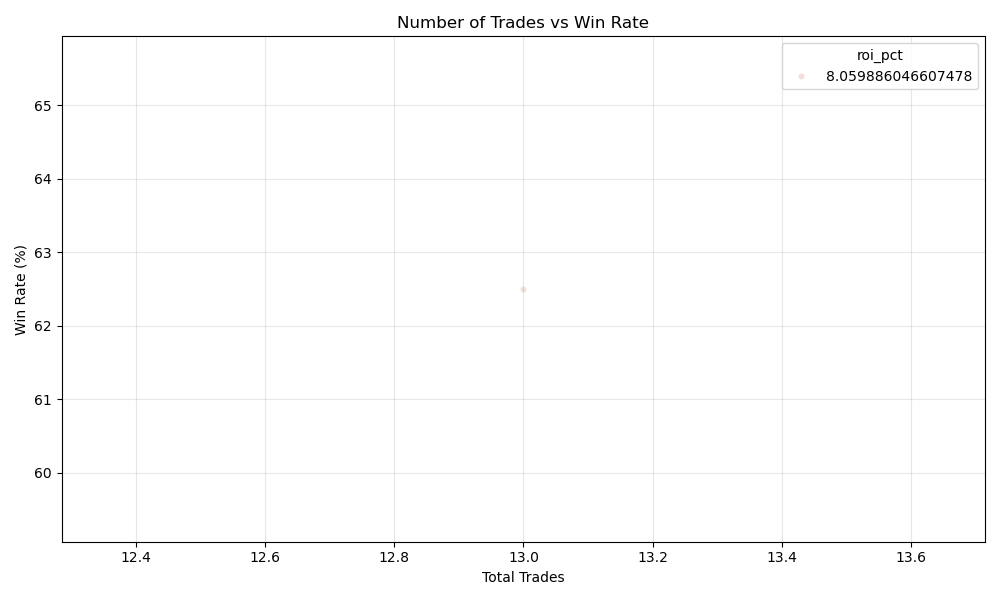 Number of Trades vs Win Rate
roi_pct
8.059886046607478
Win Rate (%)
65
64
63
62
61
60
12.4 12.6 12.8 13.0 13.2 13.4 13.6
Total Trades